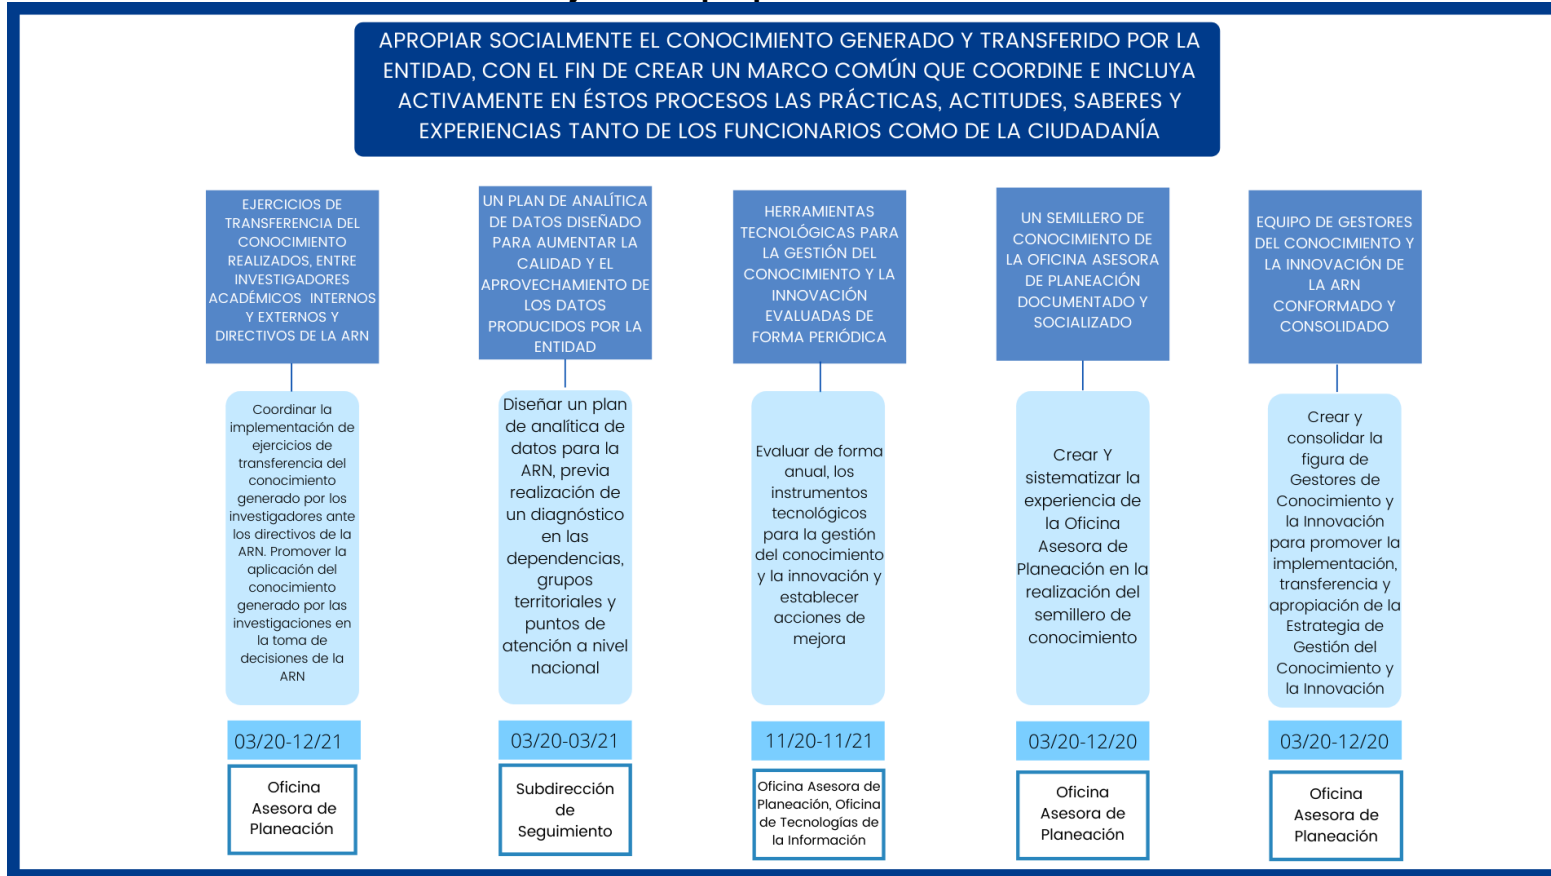 APROPIAR SOCIALMENTE EL CONOCIMIENTO GENERADO Y TRANSFERIDO POR LA
ENTIDAD, CON EL FIN DE CREAR UN MARCO COMÚN QUE COORDINE E INCLUYA
ACTIVAMENTE EN ÉSTOS PROCESOS LAS PRÁCTICAS, ACTITUDES, SABERES Y
EXPERIENCIAS TANTO DE LOS FUNCIONARIOS COMO DE LA CIUDADANÍA
EJERCICIOS DE
TRANSFERENCIA DEL
CONOCIMIENTO
REALIZADOS, ENTRE
INVESTIGADORES
ACADÉMICOS INTERNOS
Y EXTERNOS Y
DIRECTIVOS DE LA ARN
Coordinar la
implementación de
ejercicios de
transferencia del
conocimiento
generado por los
investigadores ante
los directivos de la
ARN. Promover la
aplicación del
conocimiento
generado por las
investigaciones en
la toma de
decisiones de la
ARN
03/20-12/21
Oficina
Asesora de
Planeación
UN PLAN DE ANALÍTICA
DE DATOS DISEÑADO
PARA AUMENTAR LA
CALIDAD Y EL
APROVECHAMIENTO DE
LOS DATOS
PRODUCIDOS POR LA
ENTIDAD
Diseñar un plan
de analítica de
datos para la
ARN, previa
realización de
un diagnóstico
en las
dependencias,
grupos
territoriales y
puntos de
atención a nivel
nacional
03/20-03/21
Subdirección
de
Seguimiento
HERRAMIENTAS
TECNOLÓGICAS PARA
LA GESTIÓN DEL
CONOCIMIENTO Y LA
INNOVACIÓN
EVALUADAS DE
FORMA PERIÓDICA
Evaluar de forma
anual, los
instrumentos
tecnológicos
para la gestión
del conocimiento
y la innovación y
establecer
acciones de
mejora
11/20-11/21
Oficina Asesora de
Planeación, Oficina
de Tecnologías de
la Información
UN SEMILLERO DE
CONOCIMIENTO DE
LA OFICINA ASESORA
DE PLANEACIÓN
DOCUMENTADO Y
SOCIALIZADO
Crear Y
sistematizar la
experiencia de
la Oficina
Asesora de
Planeación en la
realización del
semillero de
conocimiento
03/20-12/20
Oficina
Asesora de
Planeación
EQUIPO DE GESTORES
DEL CONOCIMIENTO Y
LA INNOVACIÓN DE
LA ARN
CONFORMADO Y
CONSOLIDADO
Crear y
consolidar la
figura de
Gestores de
Conocimiento y
la Innovación
para promover la
implementación,
transferencia y
apropiación de la
Estrategia de
Gestión del
Conocimiento y
la Innovación
03/20-12/20
Oficina
Asesora de
Planeación